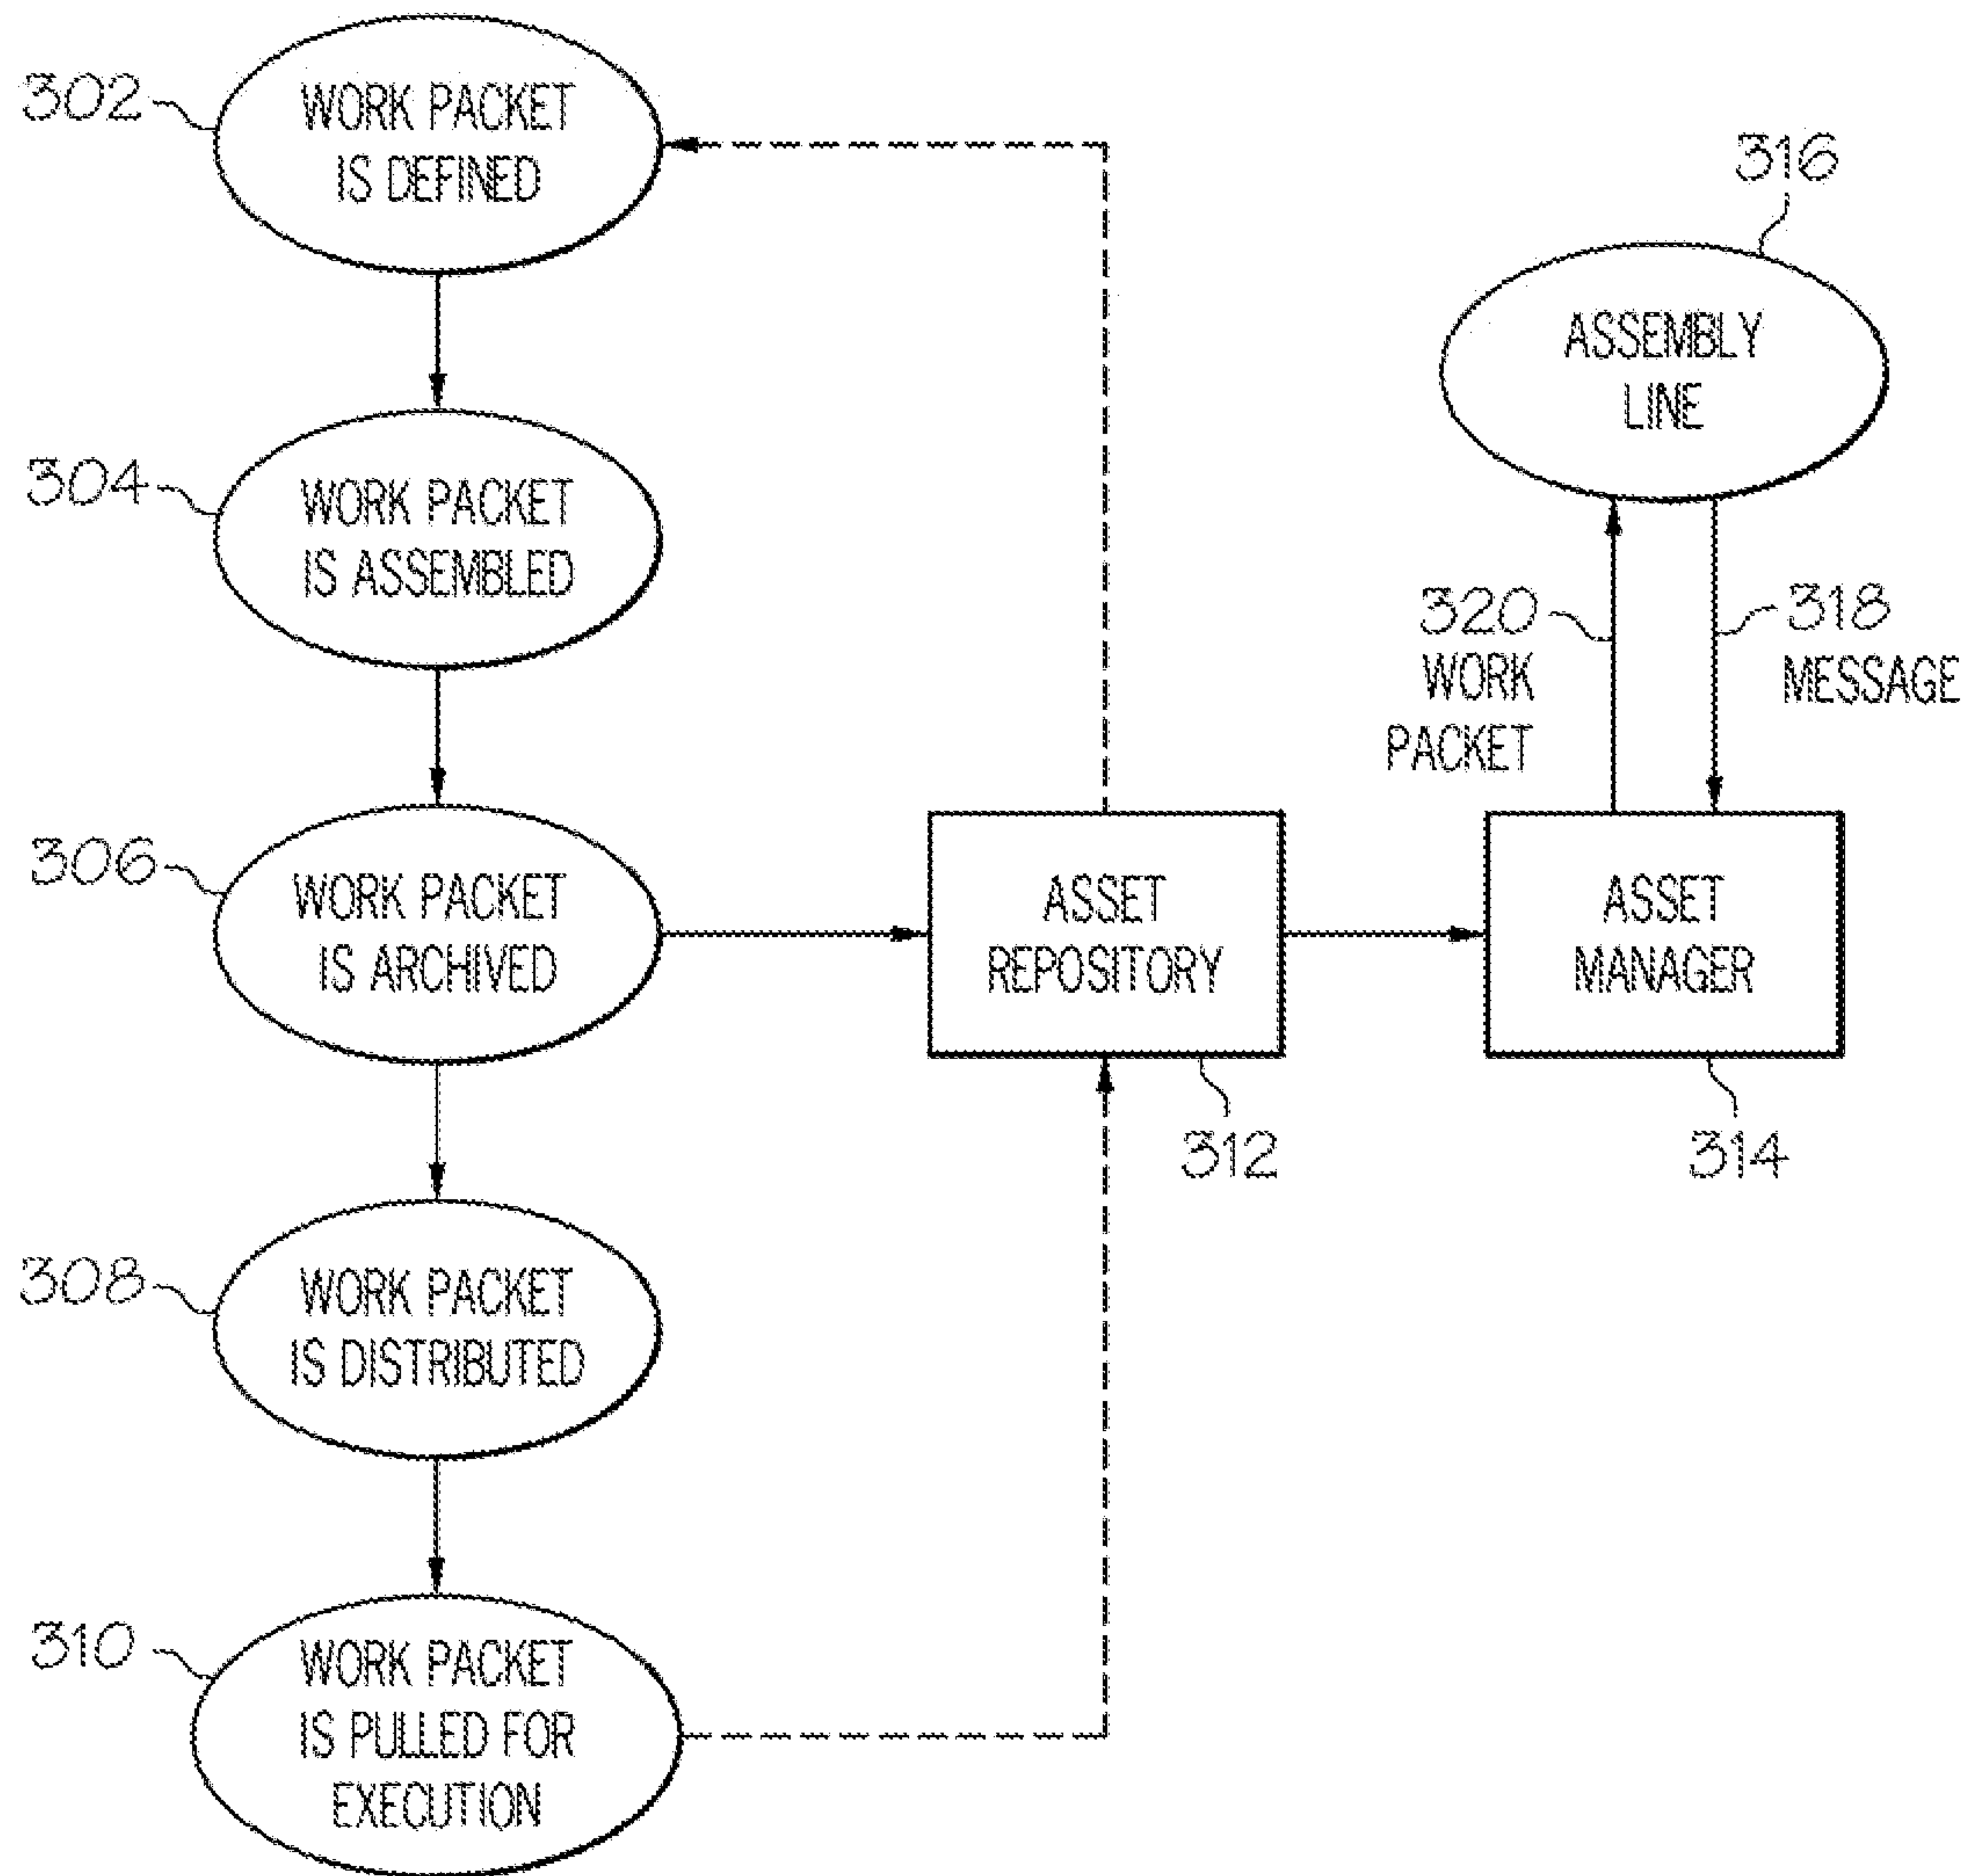 302
WORK PACKET
IS DEFINED
304
WORK PACKET
IS ASSEMBLED
306
WORK PACKET
IS ARCHIVED
308
WORK PACKET
IS DISTRIBUTED
310
WORK PACKET
IS PULLED FOR
EXECUTION
ASSET
REPOSITORY
312
316
ASSEMBLY
LINE
320
WORK
PACKET
318
MESSAGE
ASSET
MANAGER
314